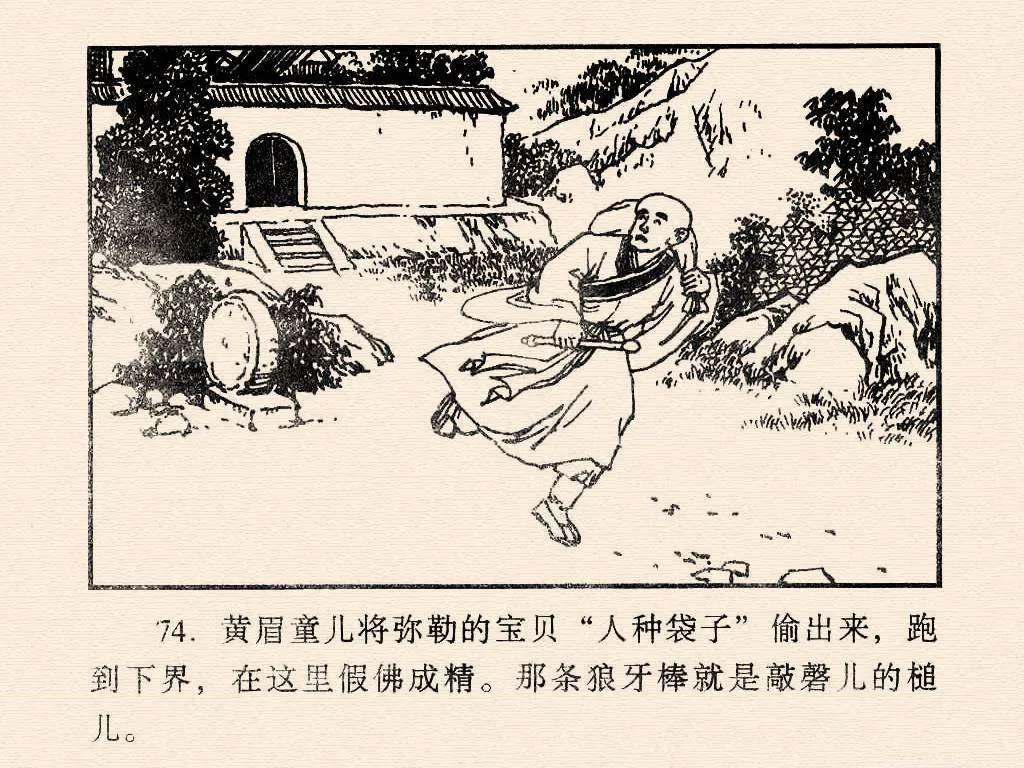 74. 黄眉童儿将弥勒的宝贝“人种袋子”偷出来，跑
到下界，在这里假佛成精。那条狼牙棒就是敲磬儿的槌
儿。